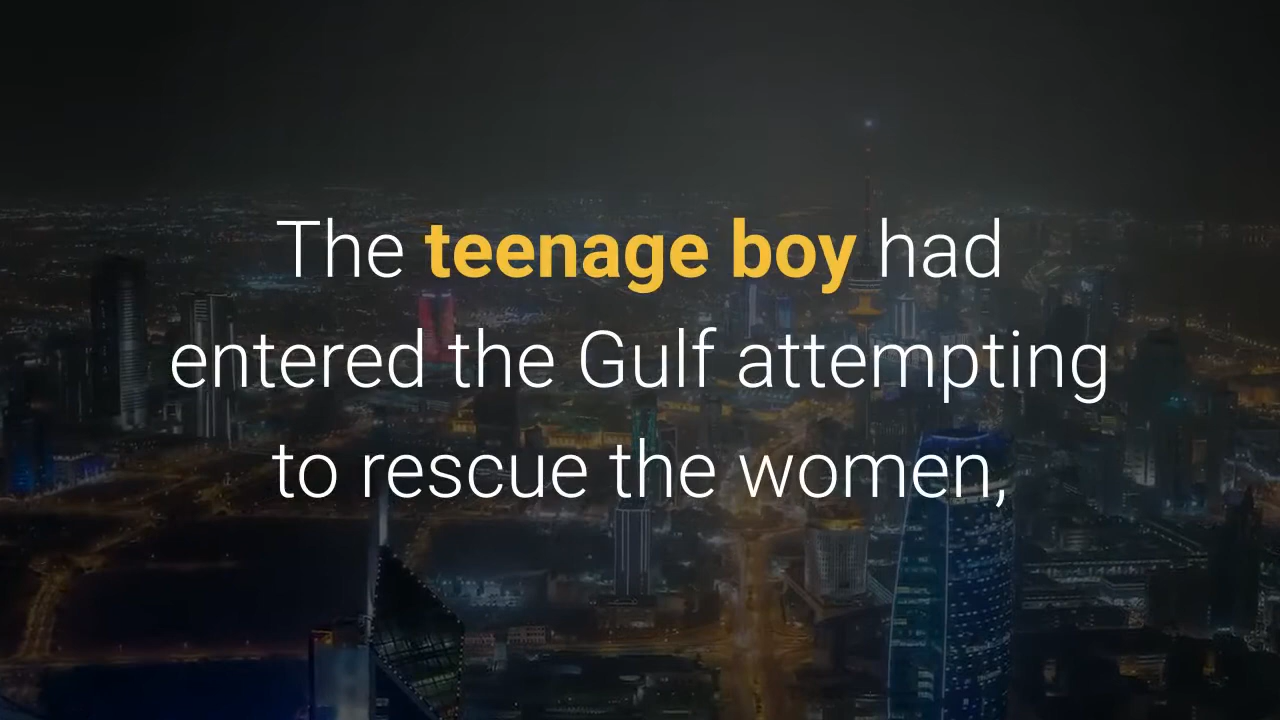 The teenage boy had
entered the Gulf attempting
to rescue the women,